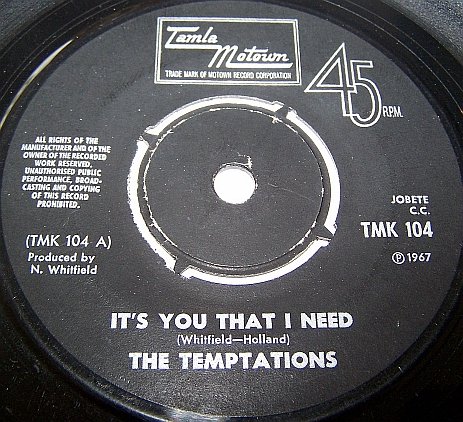 Tamla
Motown
TRADE MARK OF MOTOWN RECORD CORPORATION
45
R.P.M.
ALL RIGHTS OF THE
MANUFACTURER AND OF THE
OWNER OF THE RECORDED
WORK RESERVED.
UNAUTHORISED PUBLIC
PERFORMANCE, BROAD-
CASTING AND COPYING
OF THIS RECORD
PROHIBITED.
JOBETE
C.C.
TMK 104
(TMK 104 A)
Produced by
N. Whitfield
Ⓟ 1967
IT'S YOU THAT I NEED
(Whitfield—Holland)
THE TEMPTATIONS